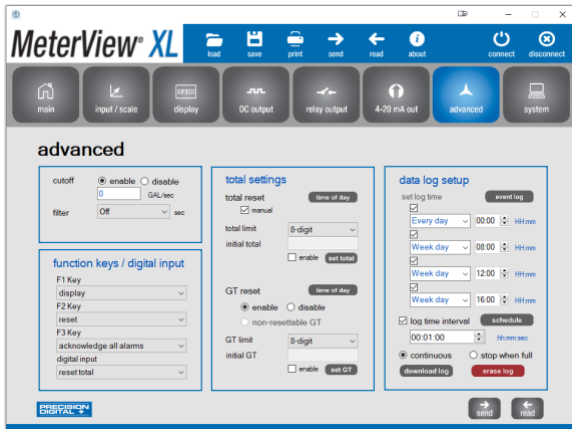 MeterView® XL
load save print send read about connect disconnect
main input / scale display OC output relay output 4-20 mA out advanced system
advanced
cutoff enable disable
0 GAL/sec
filter Off sec
function keys / digital input
F1 Key
display
F2 Key
reset
F3 Key
acknowledge all alarms
digital input
reset total
total settings
total reset time of day
manual
total limit 8-digit
initial total
enable set total
GT reset time of day
enable disable
non-resettable GT
GT limit 8-digit
initial GT
enable set GT
data log setup
set log time event log
Every day 00:00 HH:mm
Week day 08:00 HH:mm
Week day 12:00 HH:mm
Week day 16:00 HH:mm
log time interval schedule
00:01:00 hh:mm:sec
continuous stop when full
download log erase log
PRECISION
DIGITAL
send read